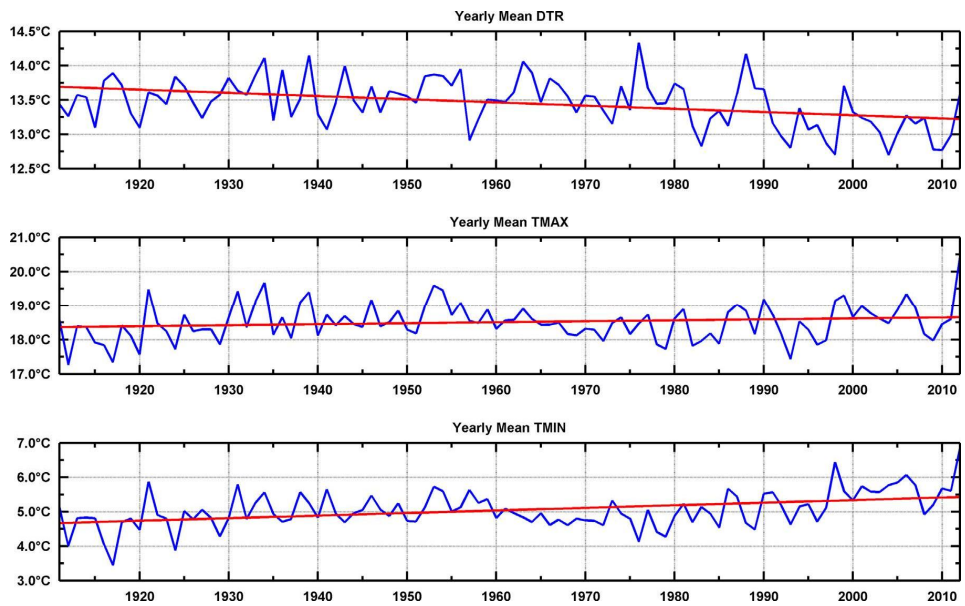 Yearly Mean DTR
14.5°C
14.0°C
13.5°C
13.0°C
12.5°C
1920 1930 1940 1950 1960 1970 1980 1990 2000 2010
Yearly Mean TMAX
21.0°C
20.0°C
19.0°C
18.0°C
17.0°C
1920 1930 1940 1950 1960 1970 1980 1990 2000 2010
Yearly Mean TMIN
7.0°C
6.0°C
5.0°C
4.0°C
3.0°C
1920 1930 1940 1950 1960 1970 1980 1990 2000 2010